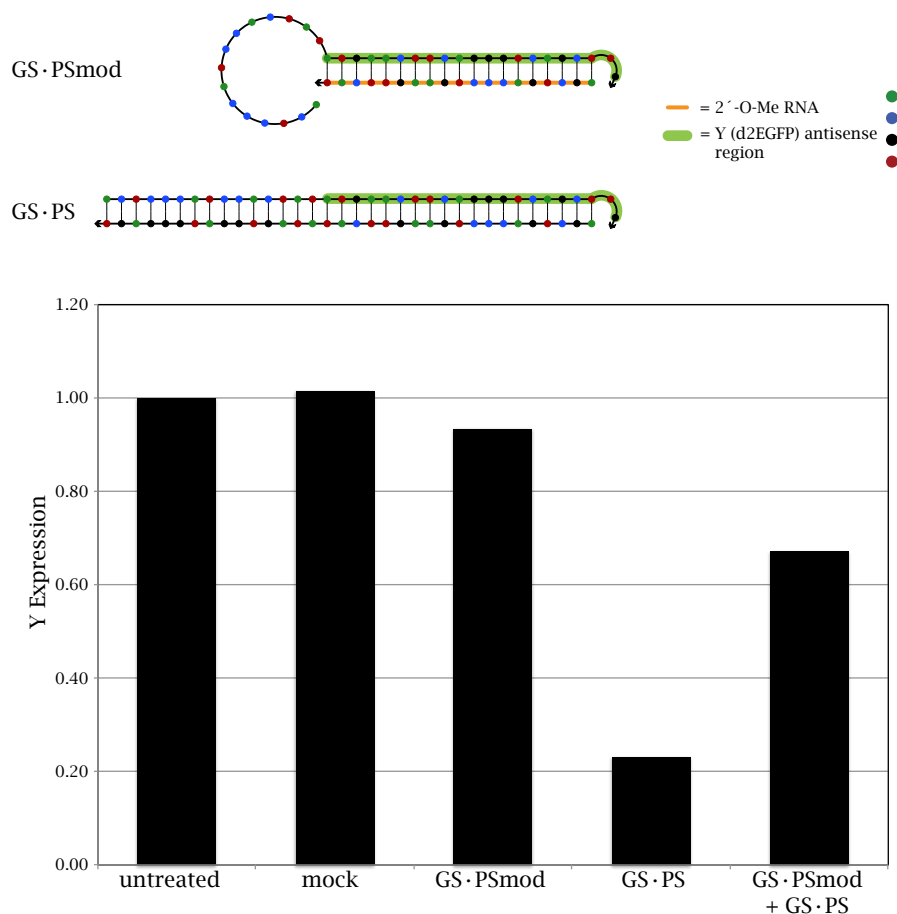 GS·PSmod
= 2´-O-Me RNA
= Y (d2EGFP) antisense
region
GS·PS
1.20
1.00
0.80
0.60
0.40
0.20
0.00
Y Expression
untreated
mock
GS·PSmod
GS·PS
GS·PSmod
+ GS·PS